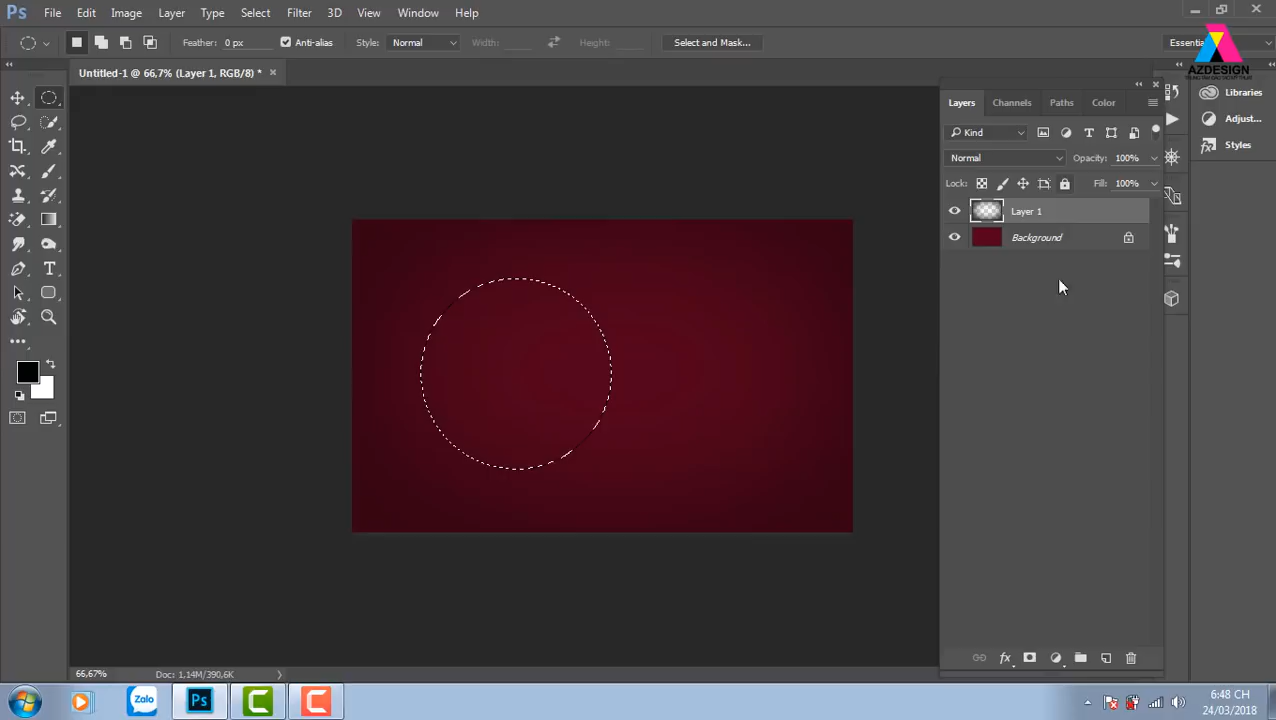 Ps File Edit Image Layer Type Select Filter 3D View Window Help
Feather: 0 px Anti-alias Style: Normal Width: Height: Select and Mask... Essentia
AZDESIGN
Untitled-1 @ 66,7% (Layer 1, RGB/8) * ×
Layers Channels Paths Color
Libraries
Adjust...
Styles
Kind
Normal Opacity: 100%
Lock: Fill: 100%
Layer 1
Background
66,67% Doc: 1,14M/390,6K
Zalo Ps
6:48 CH
24/03/2018